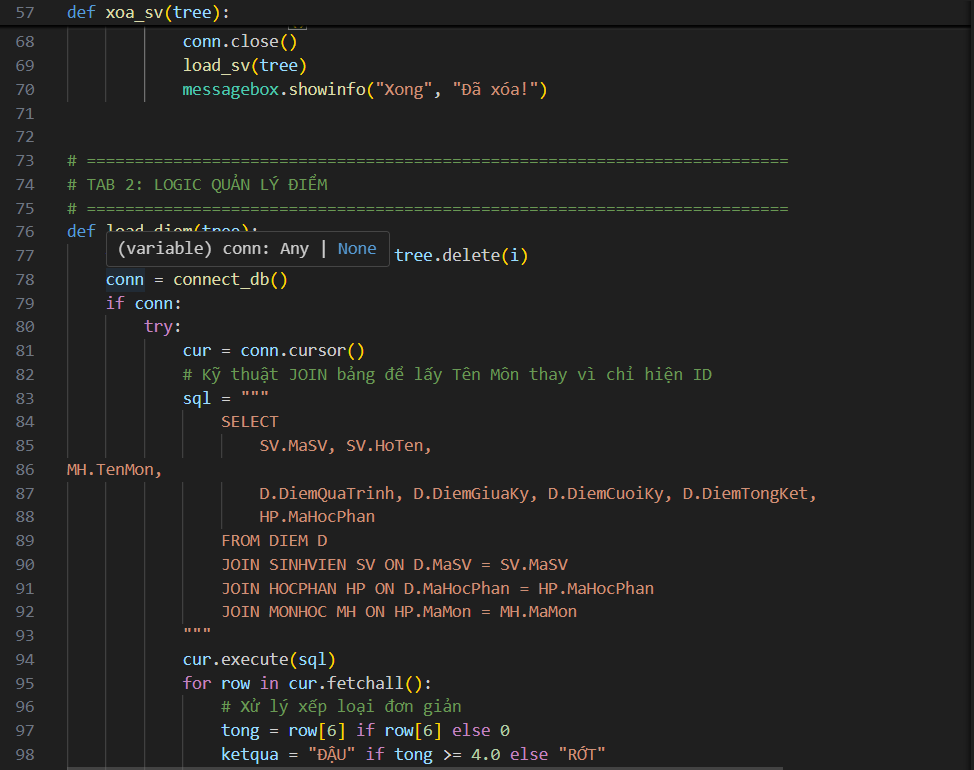 57 def xoa_sv(tree):
68 conn.close()
69 load_sv(tree)
70 messagebox.showinfo("Xong", "Đã xóa!")
71
72
73 # =========================================================================
74 # TAB 2: LOGIC QUẢN LÝ ĐIỂM
75 # =========================================================================
76 def load_diem(tree):
(variable) conn: Any | None
77 tree.delete(i)
78 conn = connect_db()
79 if conn:
80 try:
81 cur = conn.cursor()
82 # Kỹ thuật JOIN bảng để lấy Tên Môn thay vì chỉ hiện ID
83 sql = """
84 SELECT
85 SV.MaSV, SV.HoTen,
86 MH.TenMon,
87 D.DiemQuaTrinh, D.DiemGiuaKy, D.DiemCuoiKy, D.DiemTongKet,
88 HP.MaHocPhan
89 FROM DIEM D
90 JOIN SINHVIEN SV ON D.MaSV = SV.MaSV
91 JOIN HOCPHAN HP ON D.MaHocPhan = HP.MaHocPhan
92 JOIN MONHOC MH ON HP.MaMon = MH.MaMon
93 """
94 cur.execute(sql)
95 for row in cur.fetchall():
96 # Xử lý xếp loại đơn giản
97 tong = row[6] if row[6] else 0
98 ketqua = "ĐẬU" if tong >= 4.0 else "RỚT"